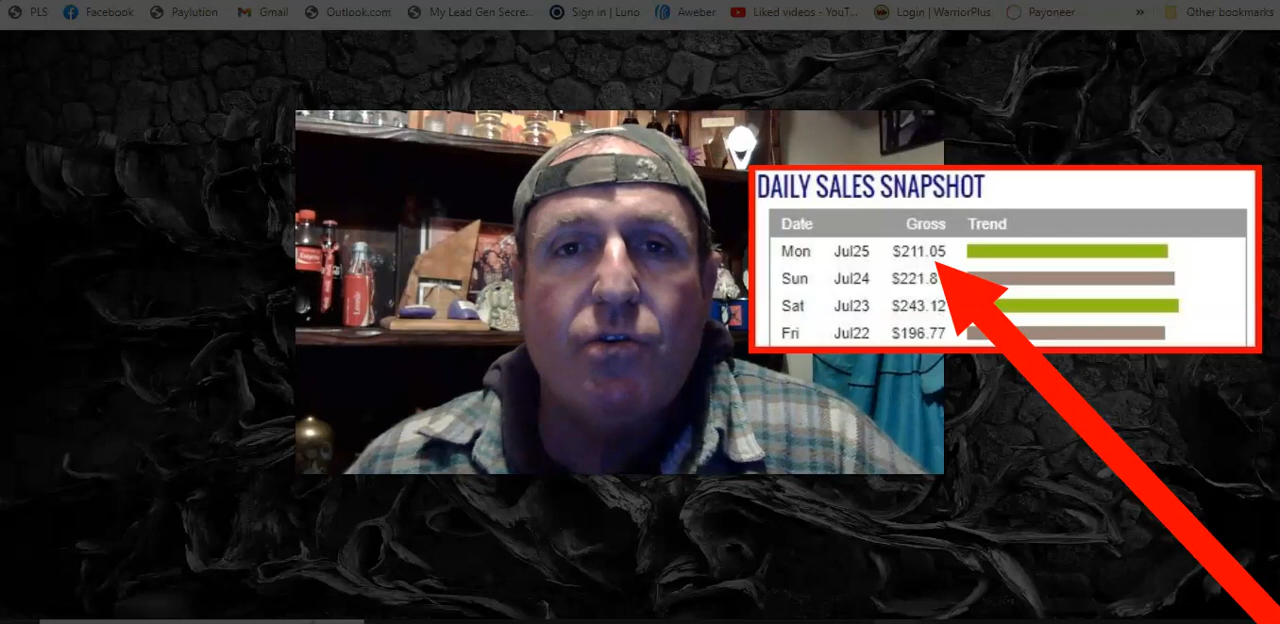 PLS Facebook Paylution Gmail Outlook.com My Lead Gen Secre... Sign in | Luno Aweber Liked videos - YouT... Login | WarriorPlus Payoneer » Other bookmarks
DAILY SALES SNAPSHOT
Date Gross Trend
Mon Jul25 $211.05
Sun Jul24 $221.8
Sat Jul23 $243.12
Fri Jul22 $196.77